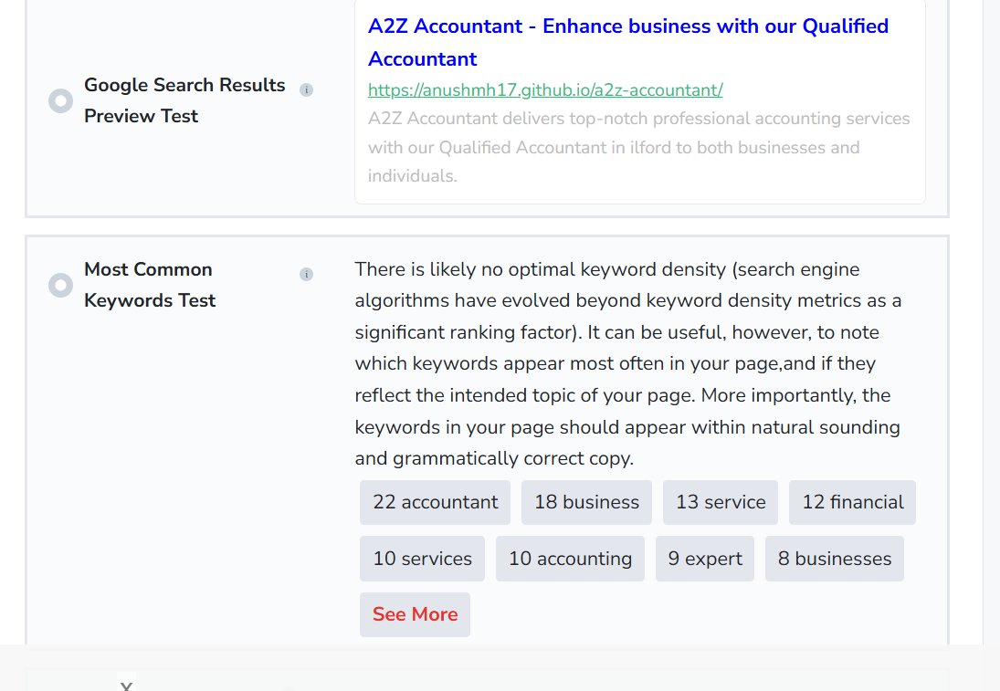 Google Search Results
Preview Test
i
A2Z Accountant - Enhance business with our Qualified
Accountant
https://anushmh17.github.io/a2z-accountant/
A2Z Accountant delivers top-notch professional accounting services
with our Qualified Accountant in ilford to both businesses and
individuals.
Most Common
Keywords Test
i
There is likely no optimal keyword density (search engine
algorithms have evolved beyond keyword density metrics as a
significant ranking factor). It can be useful, however, to note
which keywords appear most often in your page,and if they
reflect the intended topic of your page. More importantly, the
keywords in your page should appear within natural sounding
and grammatically correct copy.
22 accountant 18 business 13 service 12 financial
10 services 10 accounting 9 expert 8 businesses
See More
X